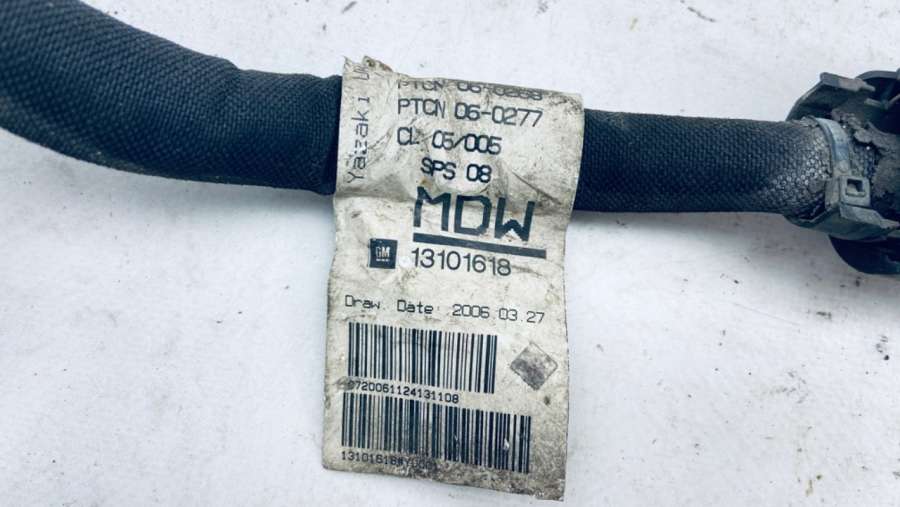 Yazaki
PTCN 06-0277
CL 05/005
SPS 08
MDW
GM
13101618
Draw. Date: 2006.03.27
0720061124131108